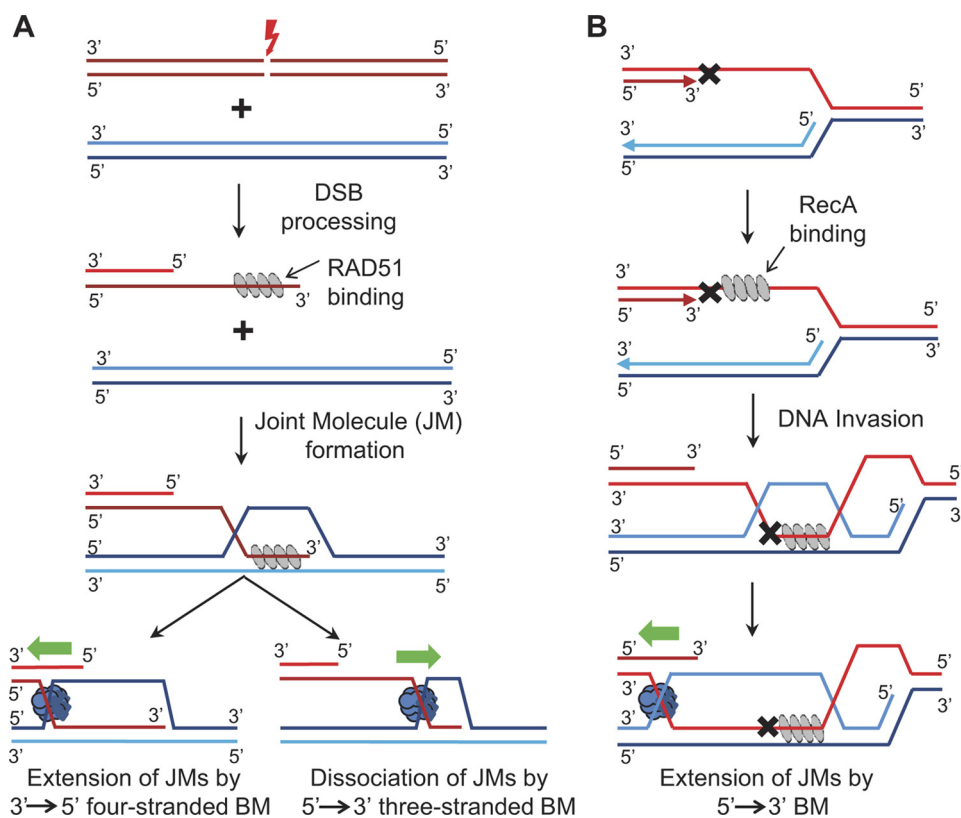 A
3’ 5’
5’ 3’
+
3’ 5’
5’ 3’
DSB
processing
3’ 5’
RAD51
binding
5’ 3’
+
3’ 5’
5’ 3’
Joint Molecule (JM)
formation
3’ 5’
5’ 3’
5’ 3’
3’ 5’
3’ 5’
5’ 3’
5’ 3’
3’ 5’
Extension of JMs by
3’→ 5’ four-stranded BM
3’ 5’
Dissociation of JMs by
5’→ 3’ three-stranded BM
B
3’
5’ 3’
3’ 5’ 5’
5’ 3’
RecA
binding
3’
5’ 3’
3’ 5’ 5’
5’ 3’
DNA Invasion
5’ 3’
3’ 5’
3’ 5’ 3
5’
5’ 3’
3’ 5’
3’ 5’ 3’
5’
Extension of JMs by
5’→ 3’ BM